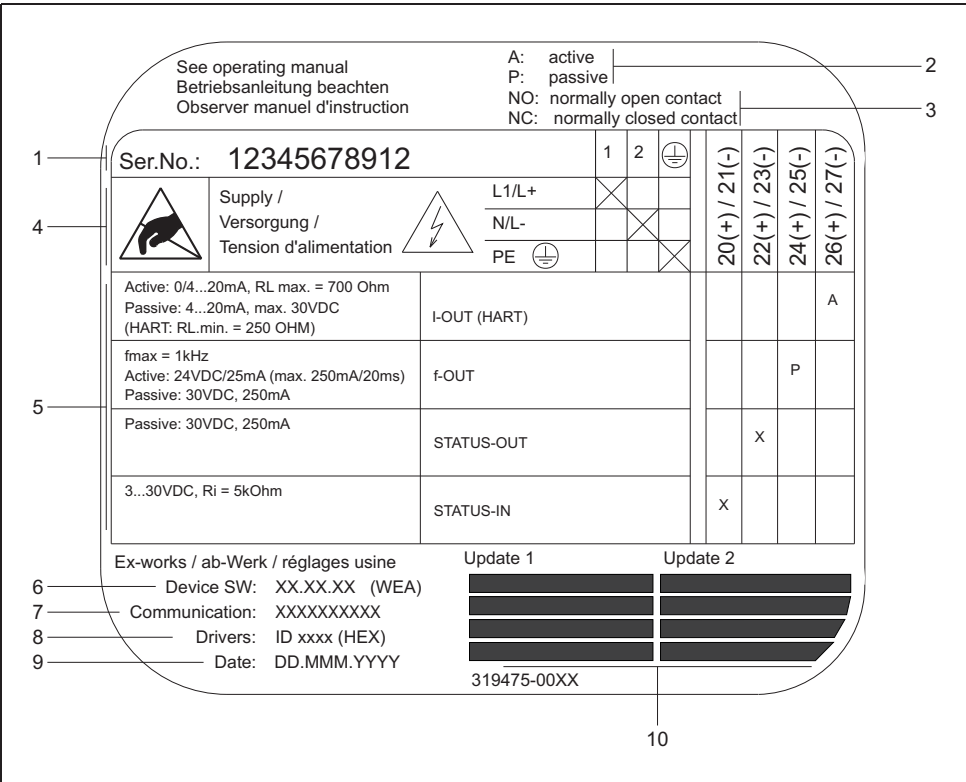 See operating manual
Betriebsanleitung beachten
Observer manuel d'instruction
A: active
P: passive
NO: normally open contact
NC: normally closed contact
2
3
1
Ser.No.: 12345678912
1 2
20(+) / 21(-)
22(+) / 23(-)
24(+) / 25(-)
26(+) / 27(-)
4
Supply /
Versorgung /
Tension d'alimentation
L1/L+
N/L-
PE
5
Active: 0/4...20mA, RL max. = 700 Ohm
Passive: 4...20mA, max. 30VDC
(HART: RL.min. = 250 OHM)
I-OUT (HART)
A
fmax = 1kHz
Active: 24VDC/25mA (max. 250mA/20ms)
Passive: 30VDC, 250mA
f-OUT
P
Passive: 30VDC, 250mA
STATUS-OUT
X
3...30VDC, Ri = 5kOhm
STATUS-IN
X
Ex-works / ab-Werk / réglages usine
Update 1
Update 2
6
Device SW: XX.XX.XX (WEA)
7
Communication: XXXXXXXXXX
8
Drivers: ID xxxx (HEX)
9
Date: DD.MMM.YYYY
319475-00XX
10